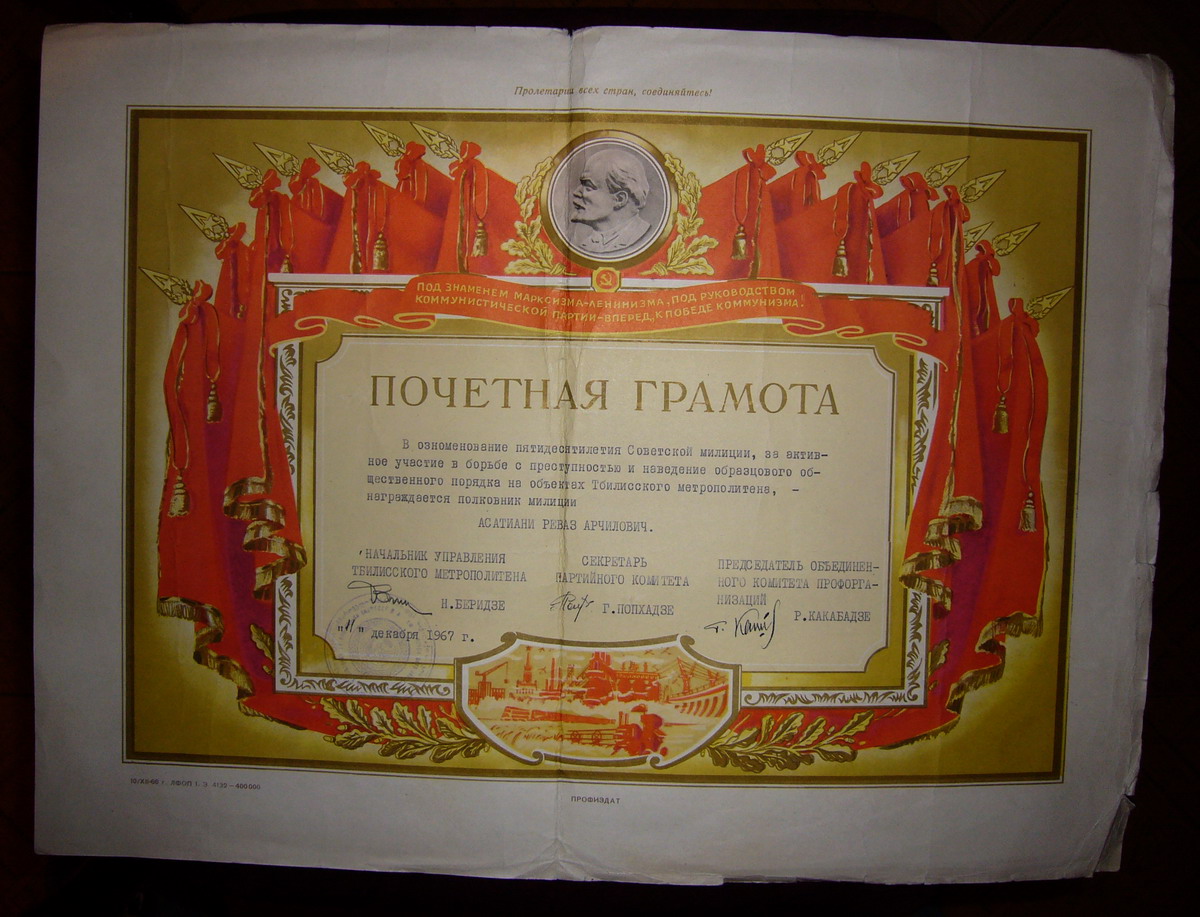 Пролетарии всех стран, соединяйтесь!
ПОД ЗНАМЕНЕМ МАРКСИЗМА-ЛЕНИНИЗМА, ПОД РУКОВОДСТВОМ
КОММУНИСТИЧЕСКОЙ ПАРТИИ-ВПЕРЕД, К ПОБЕДЕ КОММУНИЗМА!
ПОЧЕТНАЯ ГРАМОТА
В озноменование пятидесятилетия Советской милиции, за актив-
ное участие в борьбе с преступностью и наведение образцового об-
щественного порядка на объектах Тбилисского метрополитена, -
награждается полковник милиции
АСАТИАНИ РЕВАЗ АРЧИЛОВИЧ.
НАЧАЛЬНИК УПРАВЛЕНИЯ
ТБИЛИССКОГО МЕТРОПОЛИТЕНА
Н.БЕРИДЗЕ
СЕКРЕТАРЬ
ПАРТИЙНОГО КОМИТЕТА
Г.ПОПХАДЗЕ
ПРЕДСЕДАТЕЛЬ ОБЪЕДИНЕН-
НОГО КОМИТЕТА ПРОФОРГА-
НИЗАЦИЙ
Р.КАКАБАДЗЕ
"11" декабря 1967 г.
ПРОФИЗДАТ